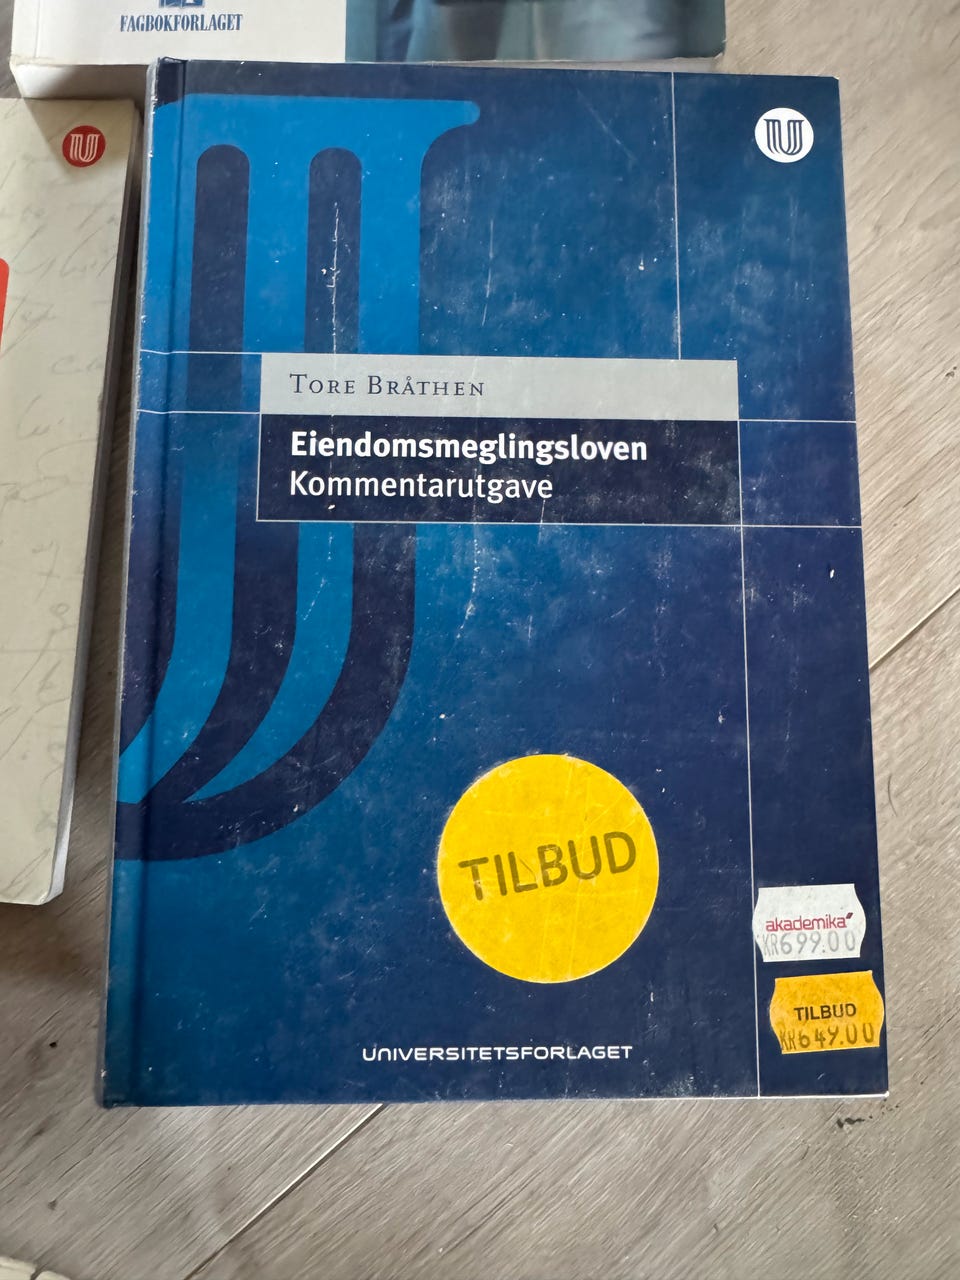 FAGBOKFORLAGET
TORE BRÅTHEN
Eiendomsmeglingsloven
Kommentarutgave
TILBUD
akademika
KR699.00
TILBUD
KR649.00
UNIVERSITETSFORLAGET